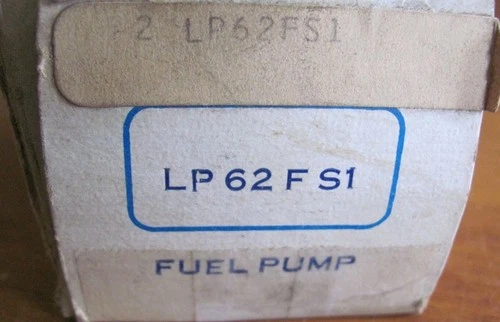 2 LP62FS1
LP 62 F S1
FUEL PUMP